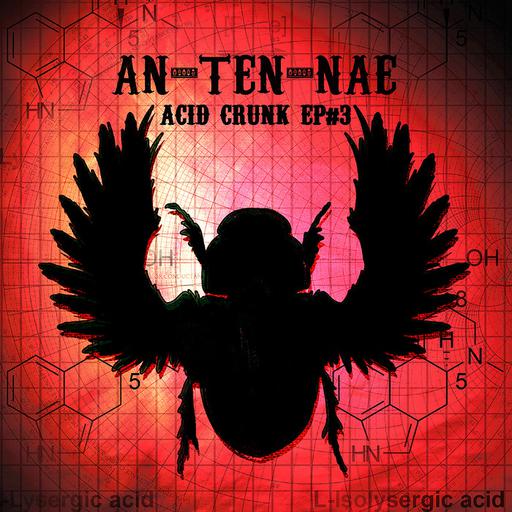 N
5
HN
AN-TEN-NAE
ACID CRUNK EP#3
OH
OH
8
H
N
5
5
HN
HN
-Lysergic acid
L-Isolysergic acid